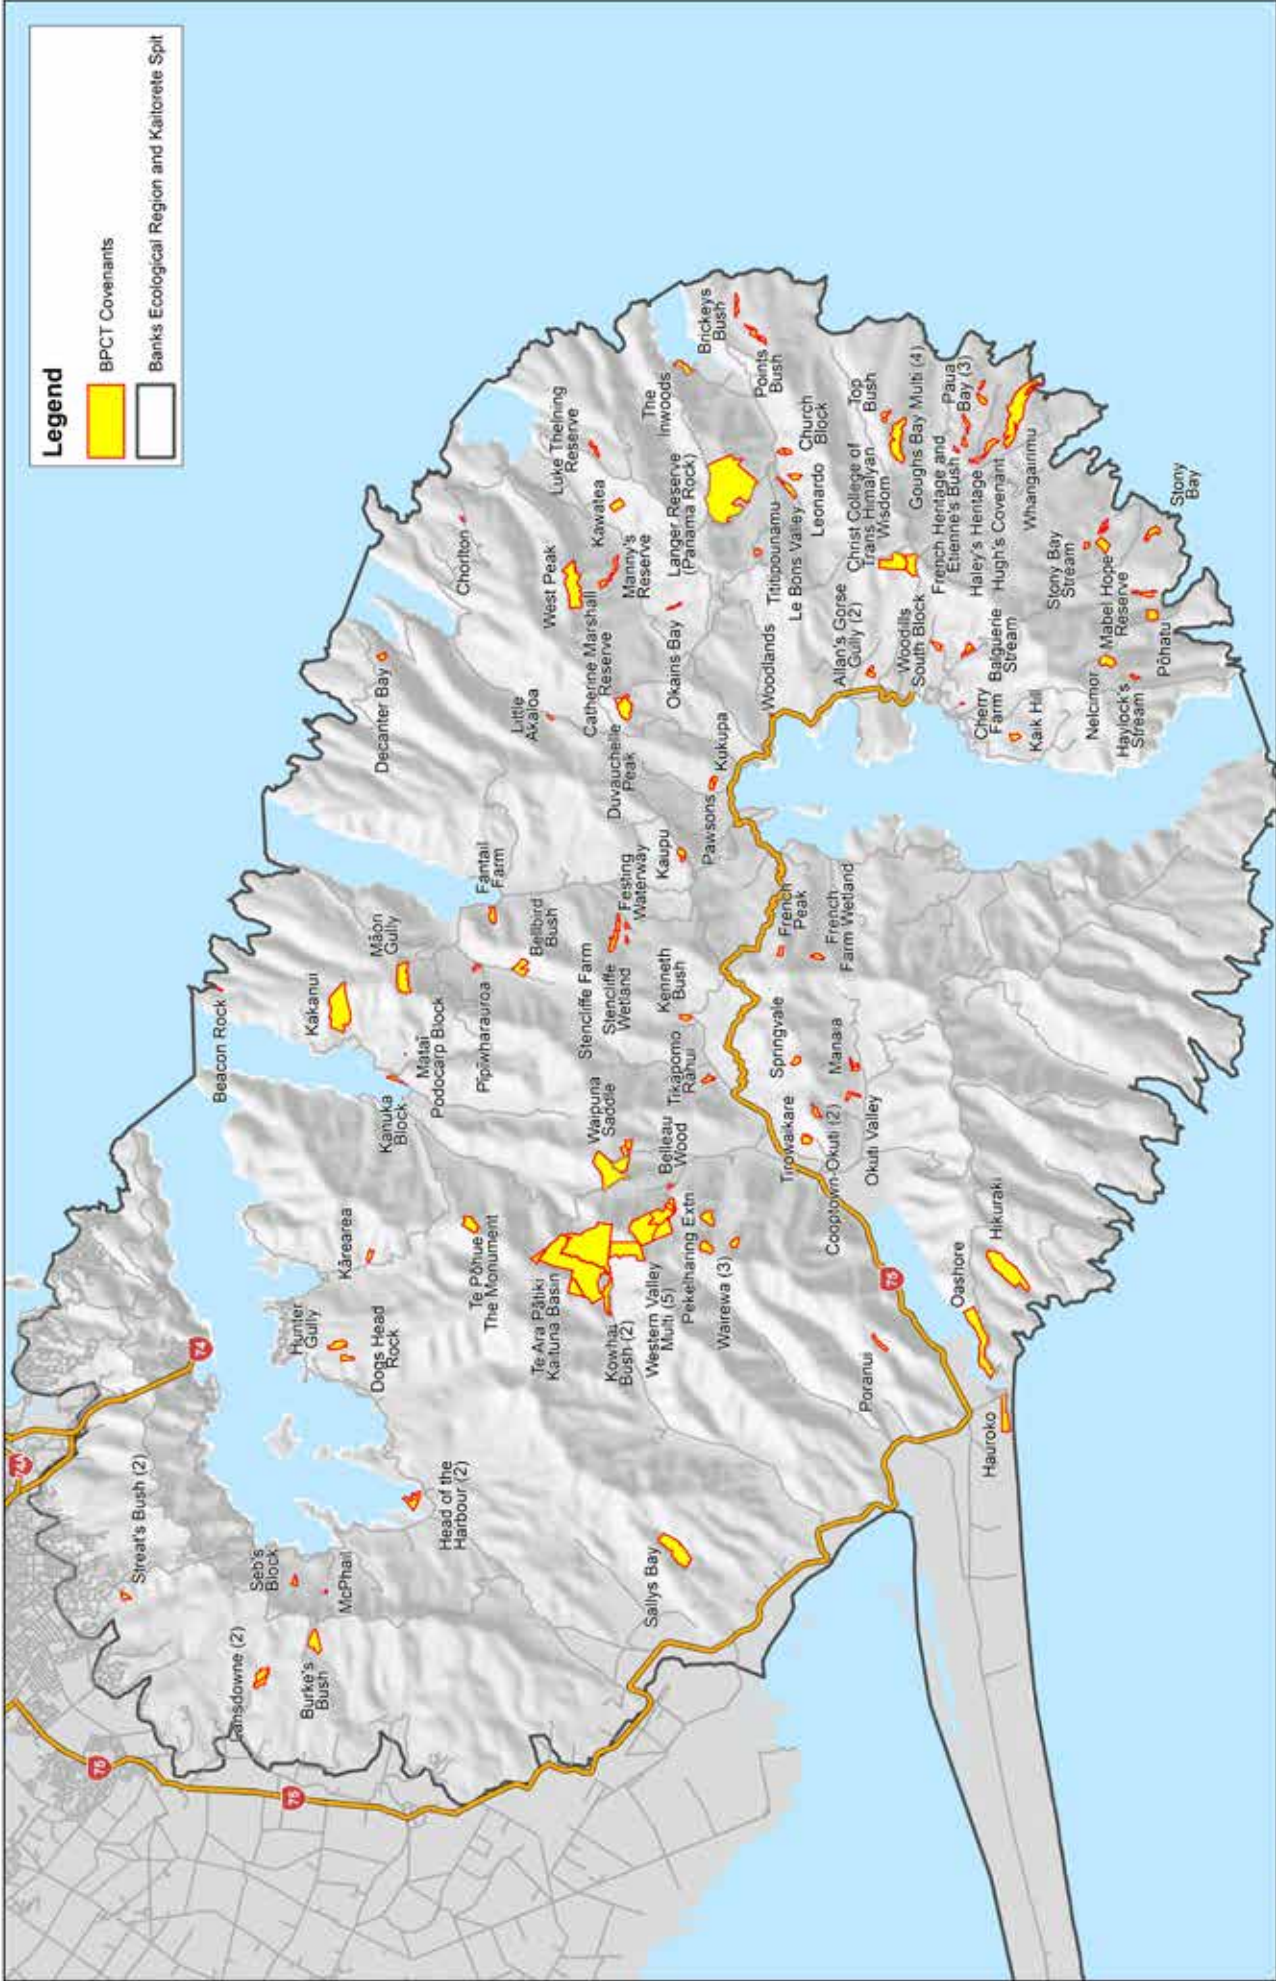 Legend
BPCT Covenants
Banks Ecological Region and Kaitorete Spit
74A
74
75
75
75
Streat's Bush (2)
Seb's
Block
McPhail
Lansdowne (2)
Burke's
Bush
Head of the
Harbour (2)
Hunter
Gully
Dogs Head
Rock
Kārearea
Te Pōhue
The Monument
Beacon Rock
Kakanui
Māori
Gully
Kanuka
Block
Matai
Podocarp Block
Pipiwharauroa
Fantail
Farm
Bellbird
Bush
Decanter Bay
Chorlton
Little
Akaloa
Luke Thelning
Reserve
Kawatea
West Peak
Manny's
Reserve
Catherine Marshall
Reserve
Duvauchelle
Peak
The
Inwoods
Brickeys
Bush
Points
Bush
Langer Reserve
(Panama Rock)
Okains Bay
Church
Block
Leonardo
Le Bons Valley
Tititipounamu
Woodlands
Top
Bush
Goughs Bay Multi (4)
Christ College of
Trans Himalyan
Wisdom
Allan's Gorse
Gully (2)
Woodills
South Block
Paua
Bay (3)
French Heritage and
Etienne's Bush
Haley's Heritage
Hugh's Covenant
Whanganimu
Balguerie
Stream
Cherry
Farm
Kaik Hill
Stony Bay
Stream
Mabel Hope
Reserve
Stony
Bay
Pōhatu
Nelcimor
Haylock's
Stream
Kukupa
Pawsons
Kaupu
Festing
Waterway
Stencliffe Farm
Stencliffe
Wetland
Kenneth
Bush
Tikapomo
Rahui
French
Peak
French
Farm Wetland
Springvale
Manaia
Tirowaikare
Cooptown-Okuti (2)
Okuti Valley
Waipuna
Saddle
Belleau
Wood
Te Ara Pātiki
Kaituna Basin
Kowhai
Bush (2)
Western Valley
Multi (5)
Pekelharing Extn
Wairewa (3)
Sallys Bay
Poranui
Oashore
Hikuraki
Hauroko